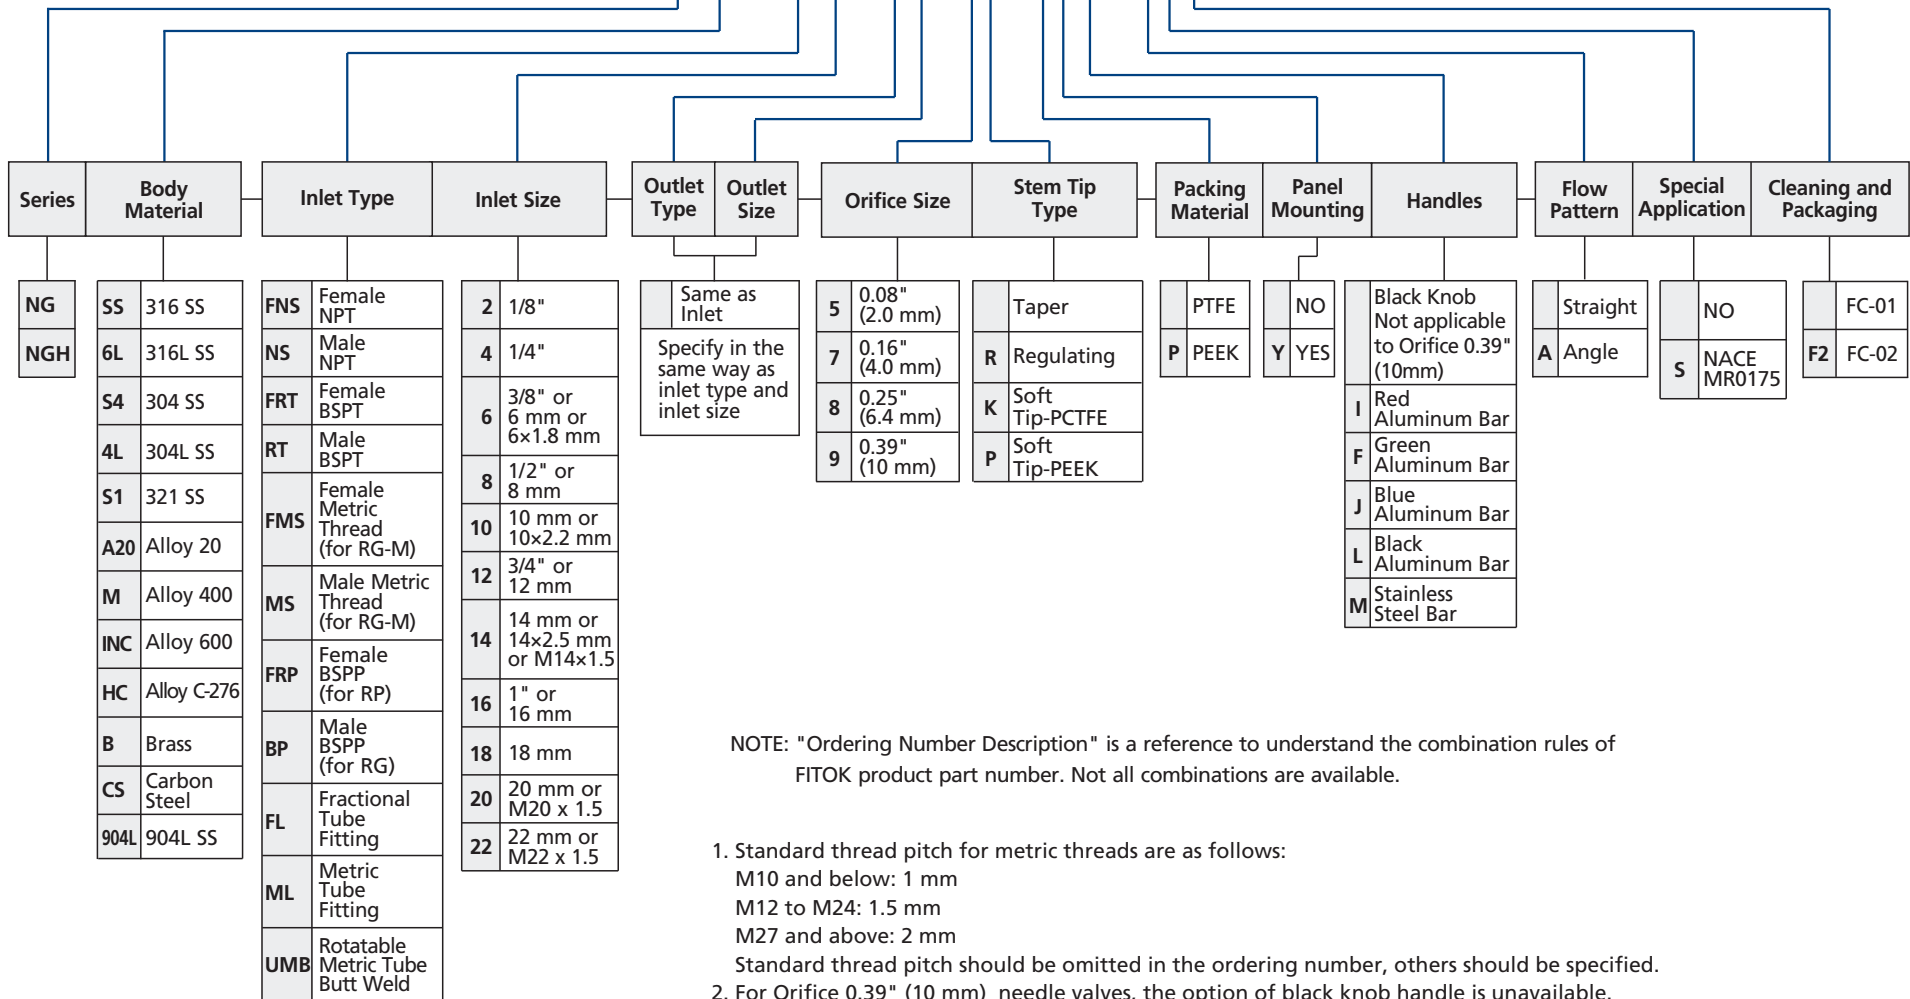 Series
Body
Material
Inlet Type
Inlet Size
Outlet
Type
Outlet
Size
Orifice Size
Stem Tip
Type
Packing
Material
Panel
Mounting
Handles
Flow
Pattern
Special
Application
Cleaning and
Packaging
NG
NGH
SS 316 SS
6L 316L SS
S4 304 SS
4L 304L SS
S1 321 SS
A20 Alloy 20
M Alloy 400
INC Alloy 600
HC Alloy C-276
B Brass
CS Carbon
Steel
904L 904L SS
FNS Female
NPT
NS Male
NPT
FRT Female
BSPT
RT Male
BSPT
FMS Female
Metric
Thread
(for RG-M)
MS Male Metric
Thread
(for RG-M)
FRP Female
BSPP
(for RP)
BP Male
BSPP
(for RG)
FL Fractional
Tube
Fitting
ML Metric
Tube
Fitting
UMB Rotatable
Metric Tube
Butt Weld
2 1/8"
4 1/4"
6 3/8" or
6 mm or
6×1.8 mm
8 1/2" or
8 mm
10 10 mm or
10×2.2 mm
12 3/4" or
12 mm
14 14 mm or
14×2.5 mm
or M14×1.5
16 1" or
16 mm
18 18 mm
20 20 mm or
M20 x 1.5
22 22 mm or
M22 x 1.5
Same as
Inlet
Specify in the
same way as
inlet type and
inlet size
5 0.08"
(2.0 mm)
7 0.16"
(4.0 mm)
8 0.25"
(6.4 mm)
9 0.39"
(10 mm)
Taper
R Regulating
K Soft
Tip-PCTFE
P Soft
Tip-PEEK
PTFE
P PEEK
NO
Y YES
Black Knob
Not applicable
to Orifice 0.39"
(10mm)
I Red
Aluminum Bar
F Green
Aluminum Bar
J Blue
Aluminum Bar
L Black
Aluminum Bar
M Stainless
Steel Bar
Straight
A Angle
NO
S NACE
MR0175
FC-01
F2 FC-02
NOTE: "Ordering Number Description" is a reference to understand the combination rules of
FITOK product part number. Not all combinations are available.
1. Standard thread pitch for metric threads are as follows:
M10 and below: 1 mm
M12 to M24: 1.5 mm
M27 and above: 2 mm
Standard thread pitch should be omitted in the ordering number, others should be specified.
2. For Orifice 0.39" (10 mm) needle valves, the option of black knob handle is unavailable.